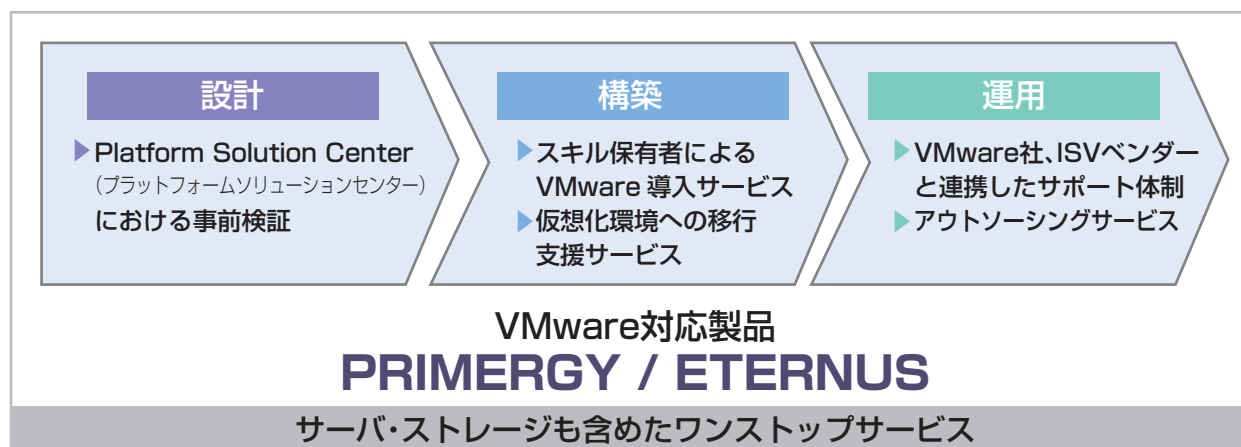 設計
▶Platform Solution Center
（プラットフォームソリューションセンター）
における事前検証
構築
▶スキル保有者による
VMware 導入サービス
▶仮想化環境への移行
支援サービス
運用
▶VMware社、ISVベンダー
と連携したサポート体制
▶アウトソーシングサービス
VMware対応製品
PRIMERGY / ETERNUS
サーバ・ストレージも含めたワンストップサービス